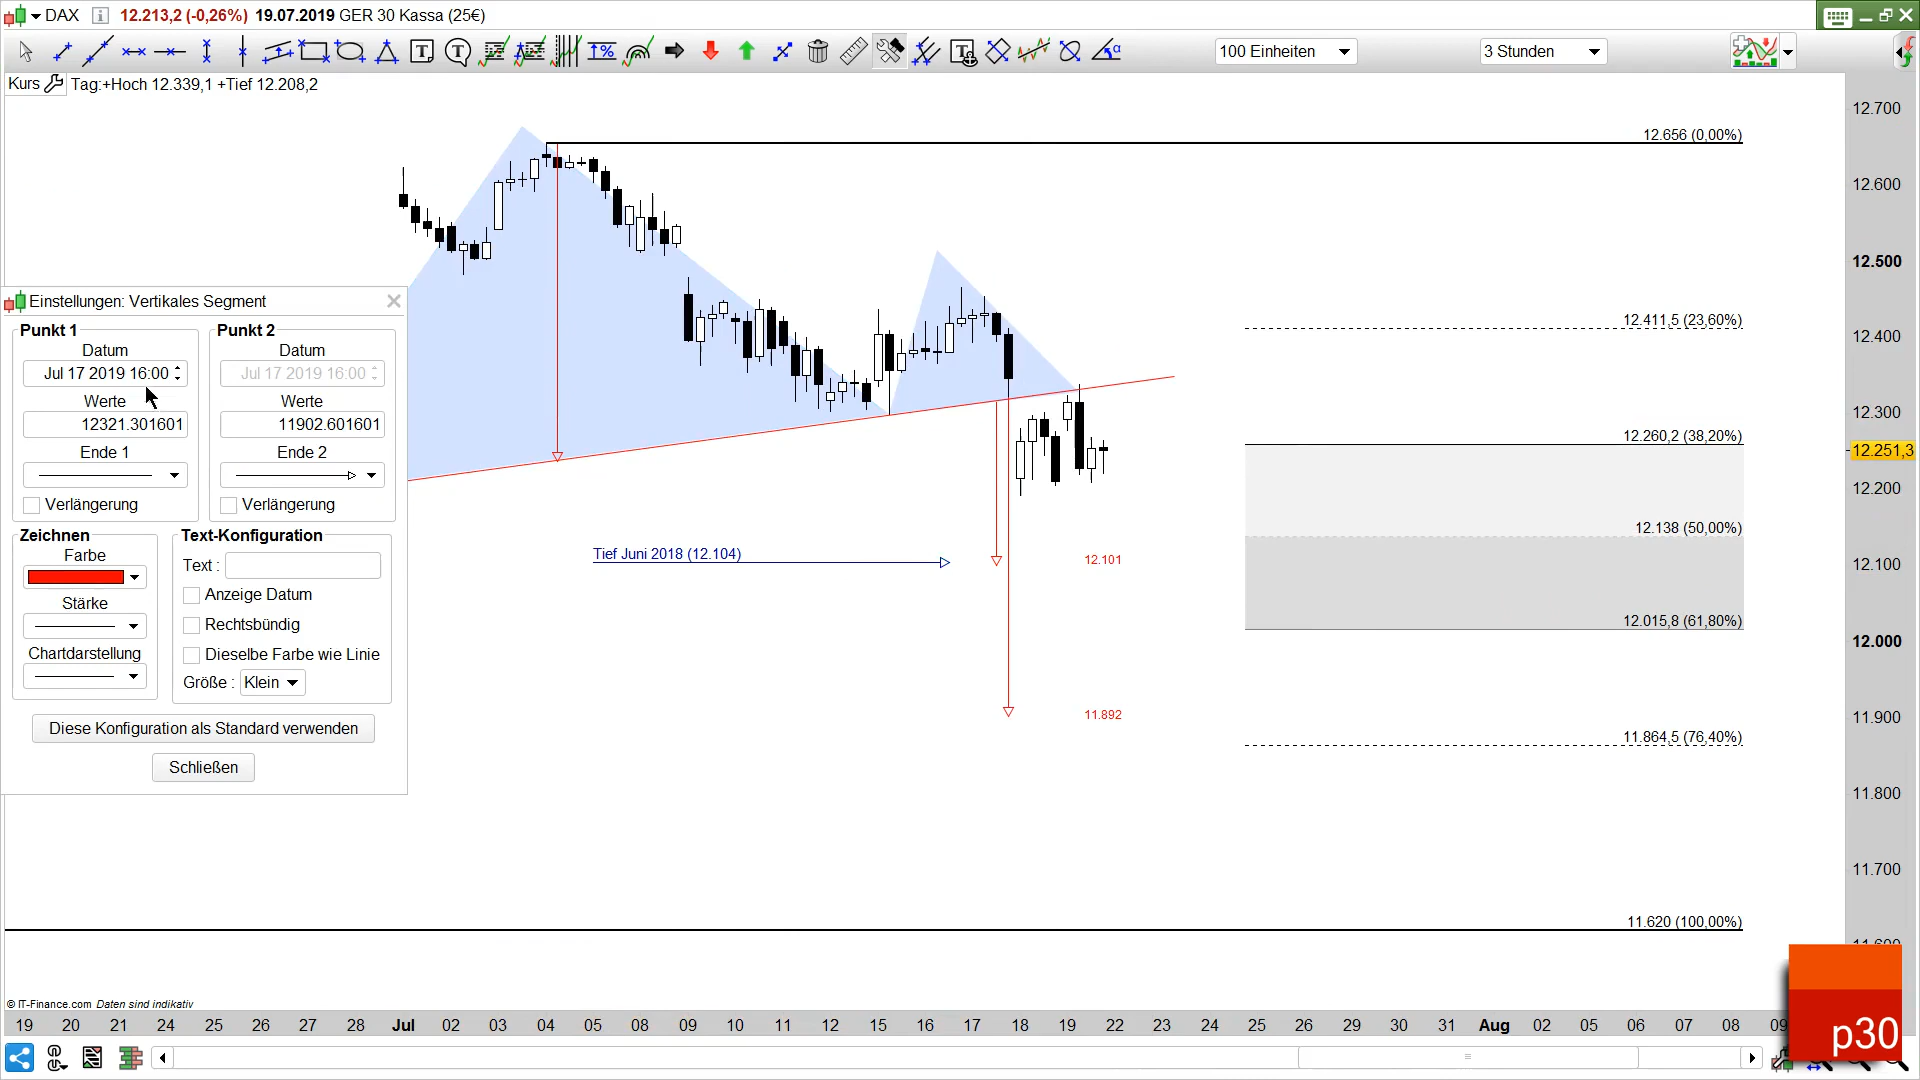 DAX 12.213,2 (-0,26%) 19.07.2019 GER 30 Kassa (25€)
100 Einheiten
3 Stunden
Kurs Tag:+Hoch 12.339,1 +Tief 12.208,2
12.700
12.656 (0,00%)
12.600
12.500
12.411,5 (23,60%)
12.400
12.300
12.260,2 (38,20%)
12.251,3
12.200
12.138 (50,00%)
12.100
12.015,8 (61,80%)
12.000
11.900
11.864,5 (76,40%)
11.800
11.700
11.620 (100,00%)
Tief Juni 2018 (12.104)
12.101
11.892
Einstellungen: Vertikales Segment
Punkt 1
Datum
Jul 17 2019 16:00
Werte
12321.301601
Ende 1
Verlängerung
Punkt 2
Datum
Jul 17 2019 16:00
Werte
11902.601601
Ende 2
Verlängerung
Zeichnen
Farbe
Stärke
Chartdarstellung
Text-Konfiguration
Text :
Anzeige Datum
Rechtsbündig
Dieselbe Farbe wie Linie
Größe : Klein
Diese Konfiguration als Standard verwenden
Schließen
© IT-Finance.com Daten sind indikativ
19 20 21 24 25 26 27 28 Jul 02 03 04 05 08 09 10 11 12 15 16 17 18 19 22 23 24 25 26 29 30 31 Aug 02 05 06 07 08 09
p30